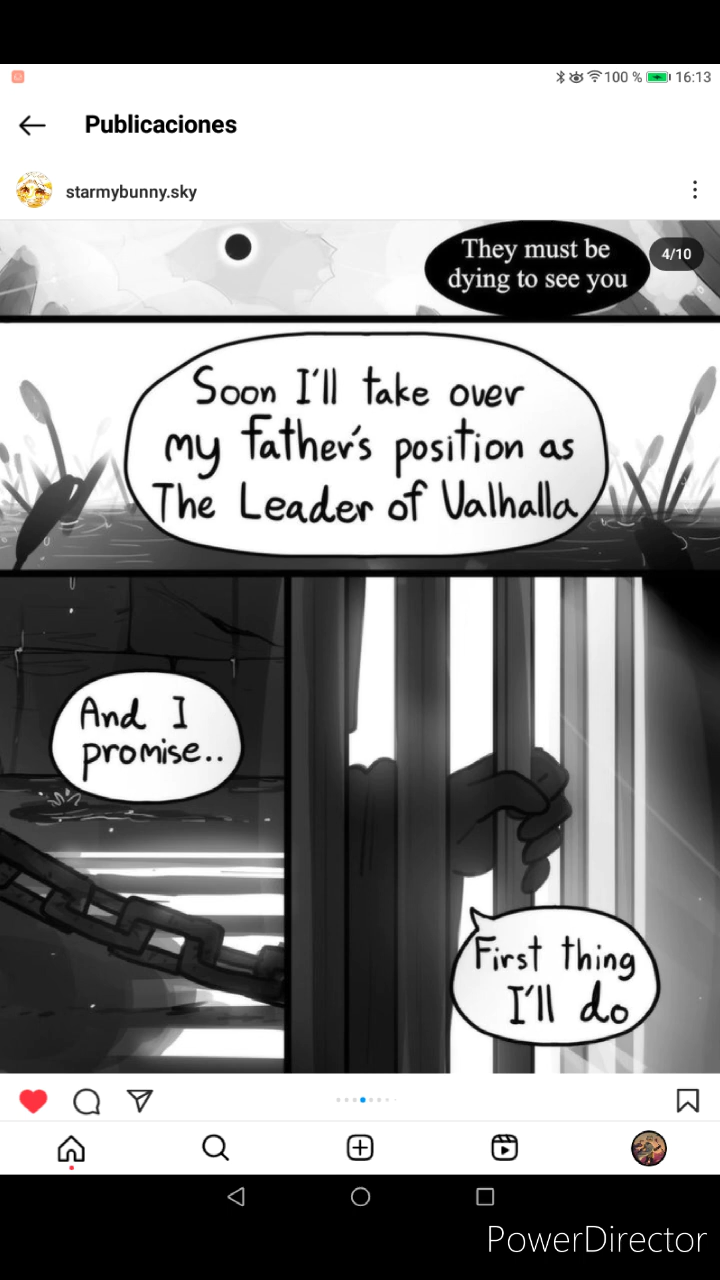 100 % 16:13
Publicaciones
starmybunny.sky
They must be
dying to see you
4/10
Soon I'll take over
my father's position as
The Leader of Valhalla
And I
promise..
First thing
I'll do
PowerDirector